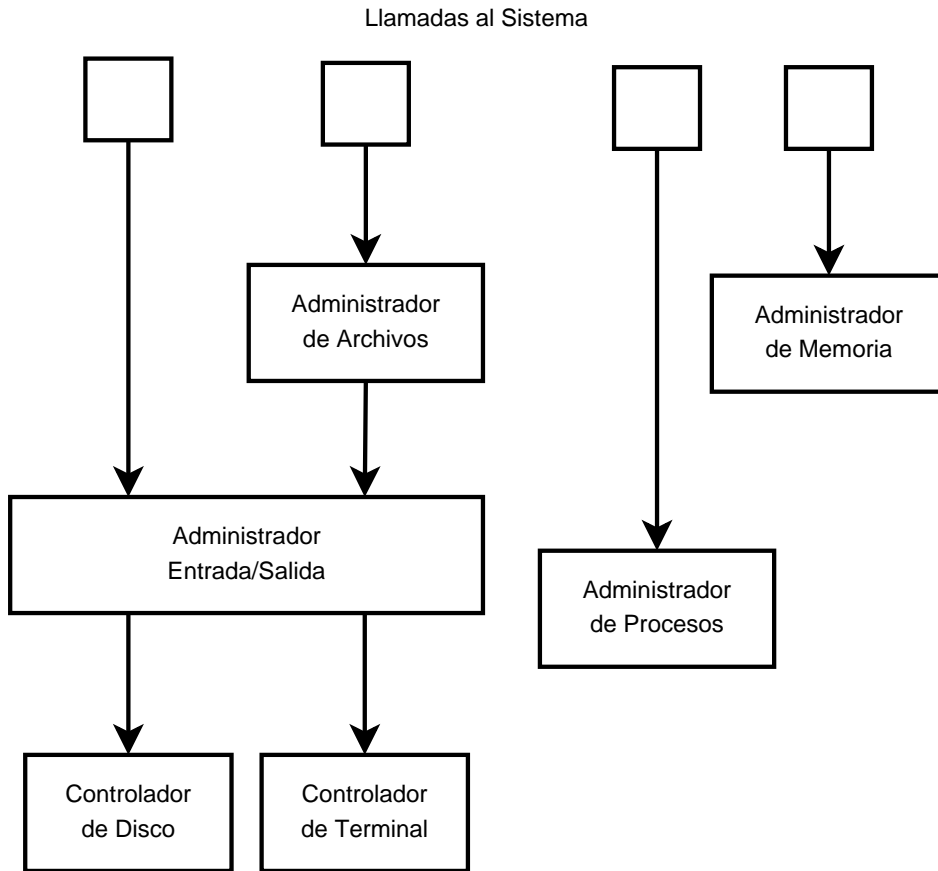 Llamadas al Sistema
Administrador
de Archivos
Administrador
de Memoria
Administrador
Entrada/Salida
Administrador
de Procesos
Controlador
de Disco
Controlador
de Terminal